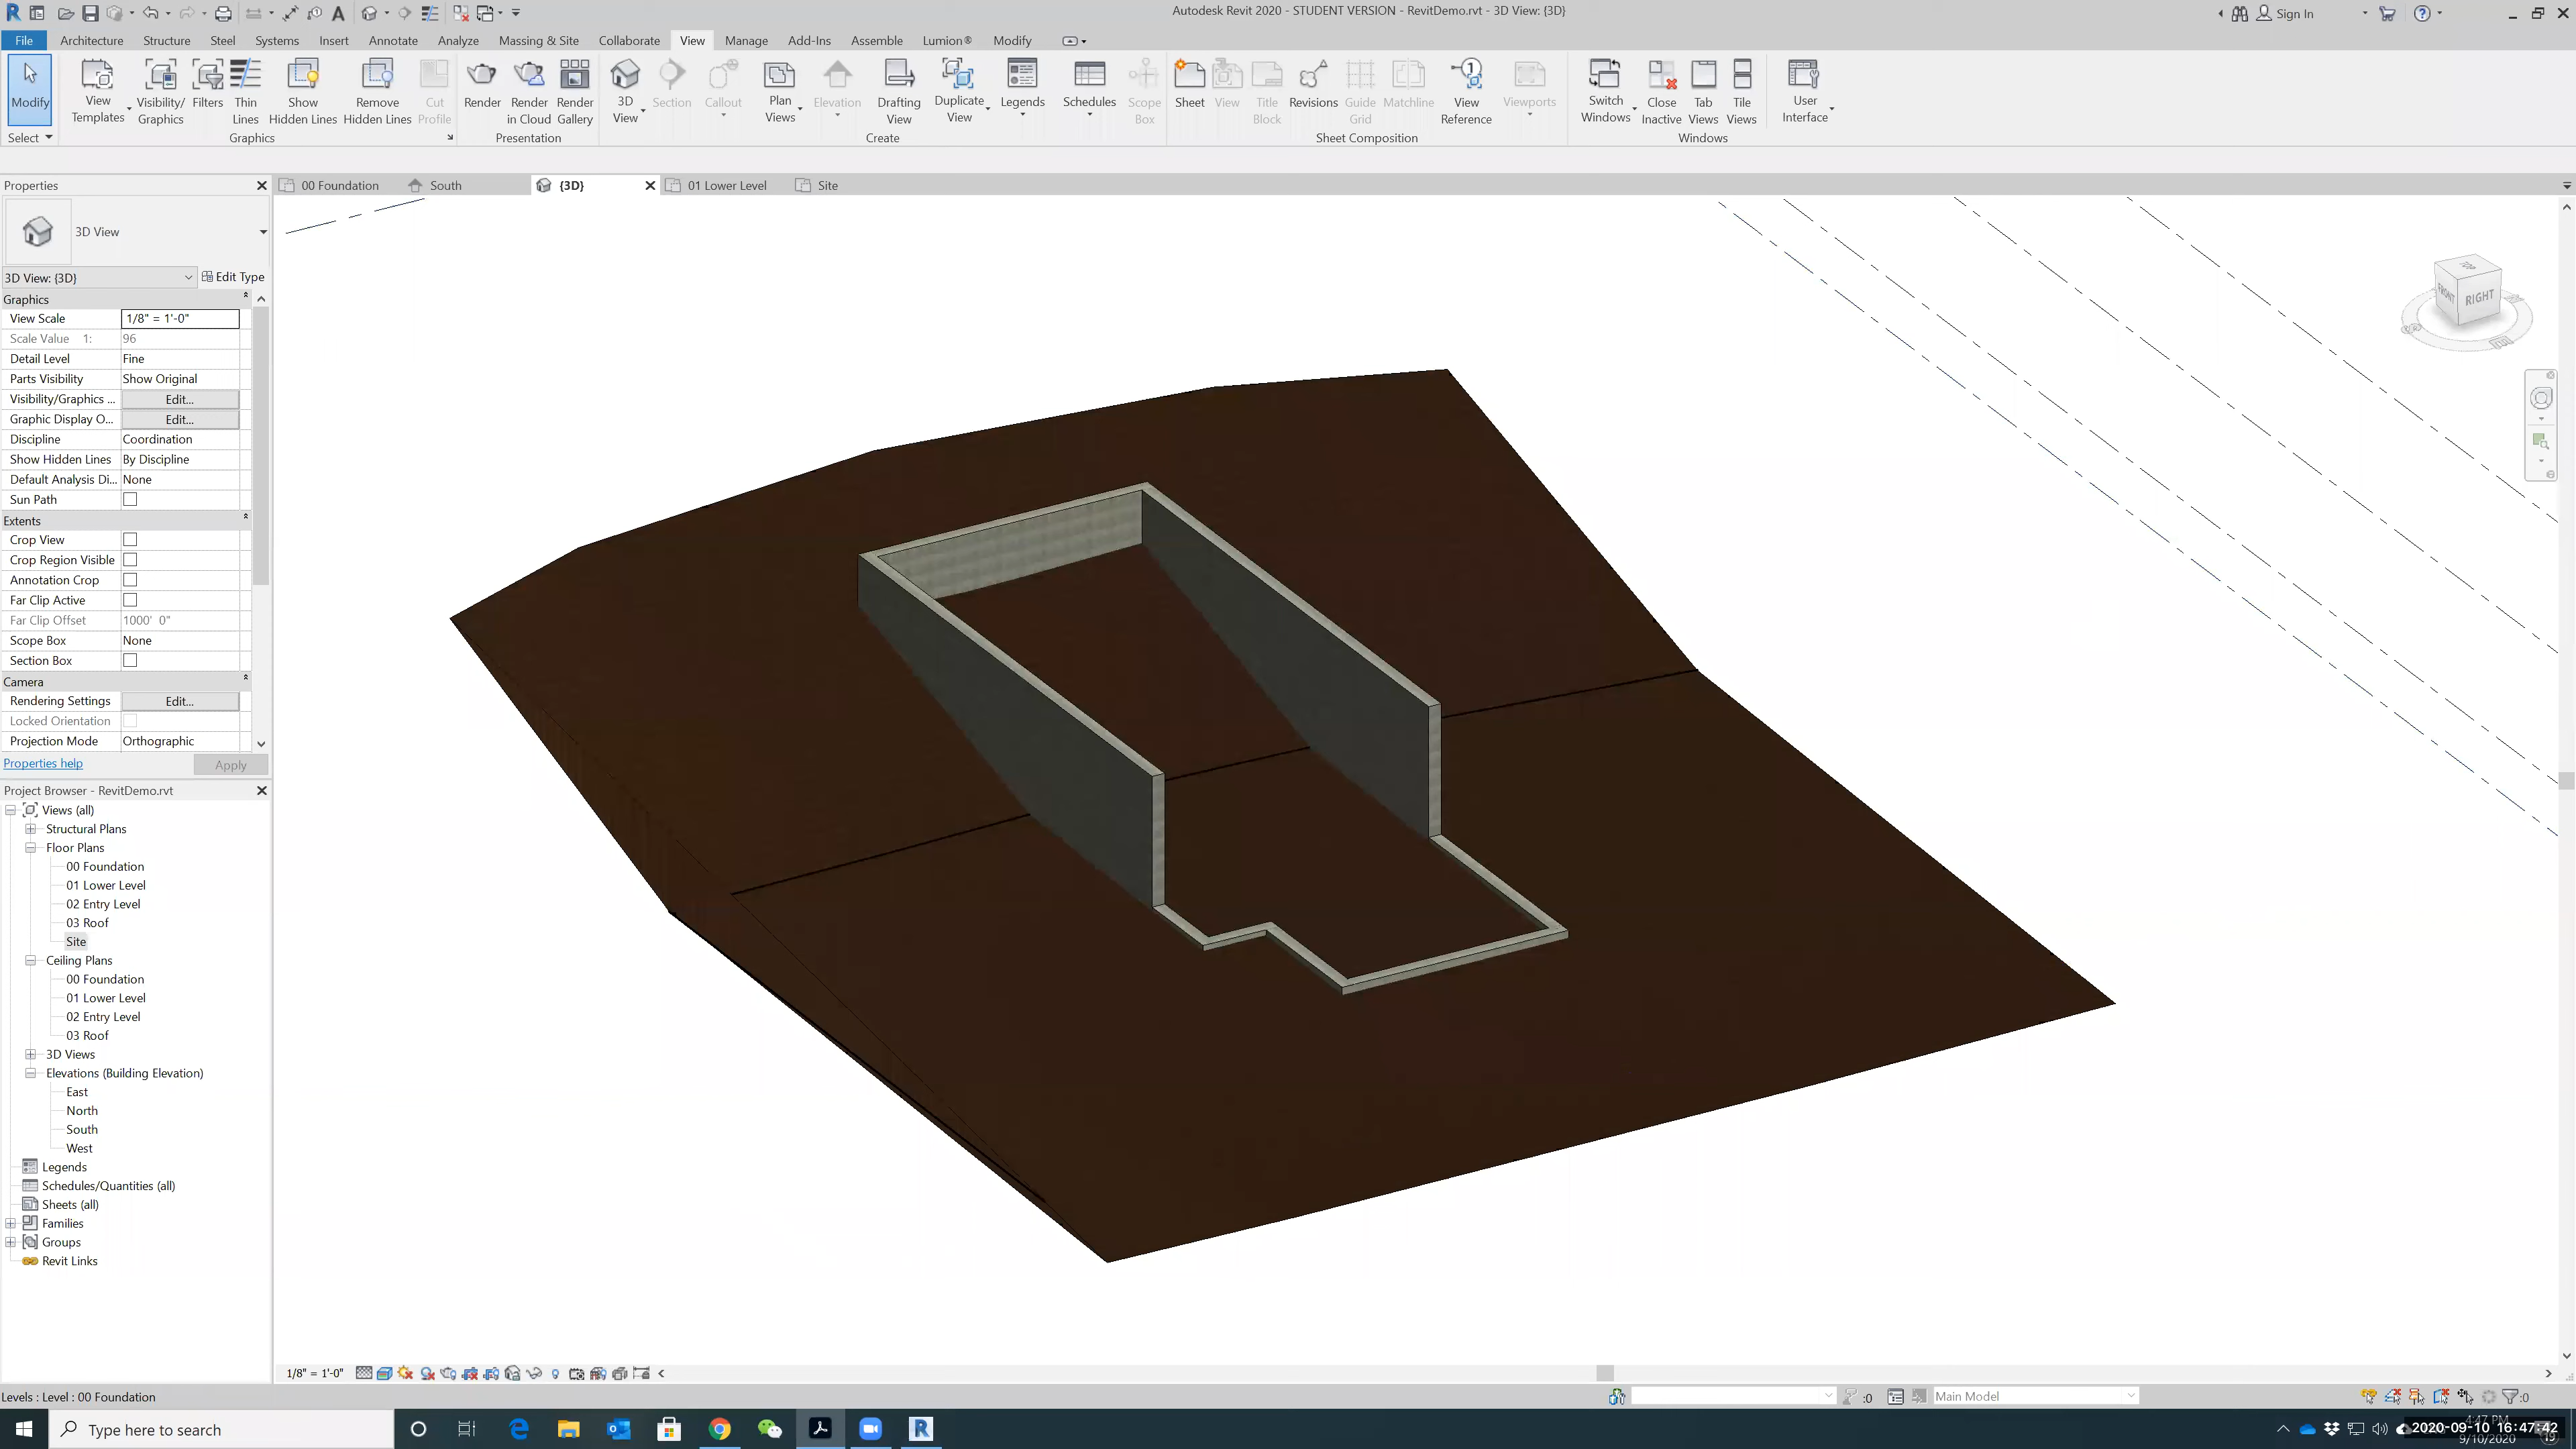 Autodesk Revit 2020 - STUDENT VERSION - RevitDemo.rvt - 3D View: {3D}
Sign In
File Architecture Structure Steel Systems Insert Annotate Analyze Massing & Site Collaborate View Manage Add-Ins Assemble Lumion® Modify
Modify
View Templates
Visibility/ Graphics
Filters
Thin Lines
Show Hidden Lines
Remove Hidden Lines
Cut Profile
Render
Render in Cloud
Render Gallery
3D View
Section
Callout
Plan Views
Elevation
Drafting View
Duplicate View
Legends
Schedules
Scope Box
Sheet
View
Title Block
Revisions
Guide Grid
Matchline
View Reference
Viewports
Switch Windows
Close Inactive
Tab Views
Tile Views
User Interface
Select Graphics Presentation Create Sheet Composition Windows
Properties
00 Foundation South {3D} 01 Lower Level Site
3D View
3D View: {3D} Edit Type
Graphics
View Scale 1/8" = 1'-0"
Scale Value 1: 96
Detail Level Fine
Parts Visibility Show Original
Visibility/Graphics ... Edit...
Graphic Display O... Edit...
Discipline Coordination
Show Hidden Lines By Discipline
Default Analysis Di... None
Sun Path
Extents
Crop View
Crop Region Visible
Annotation Crop
Far Clip Active
Far Clip Offset 1000' 0"
Scope Box None
Section Box
Camera
Rendering Settings Edit...
Locked Orientation
Projection Mode Orthographic
Properties help Apply
Project Browser - RevitDemo.rvt
Views (all)
Structural Plans
Floor Plans
00 Foundation
01 Lower Level
02 Entry Level
03 Roof
Site
Ceiling Plans
00 Foundation
01 Lower Level
02 Entry Level
03 Roof
3D Views
Elevations (Building Elevation)
East
North
South
West
Legends
Schedules/Quantities (all)
Sheets (all)
Families
Groups
Revit Links
TOP
FRONT
RIGHT
1/8" = 1'-0"
Levels : Level : 00 Foundation
:0
Main Model
:0
Type here to search
4:47 PM
2020-09-10 16:47:42
9/10/2020
19